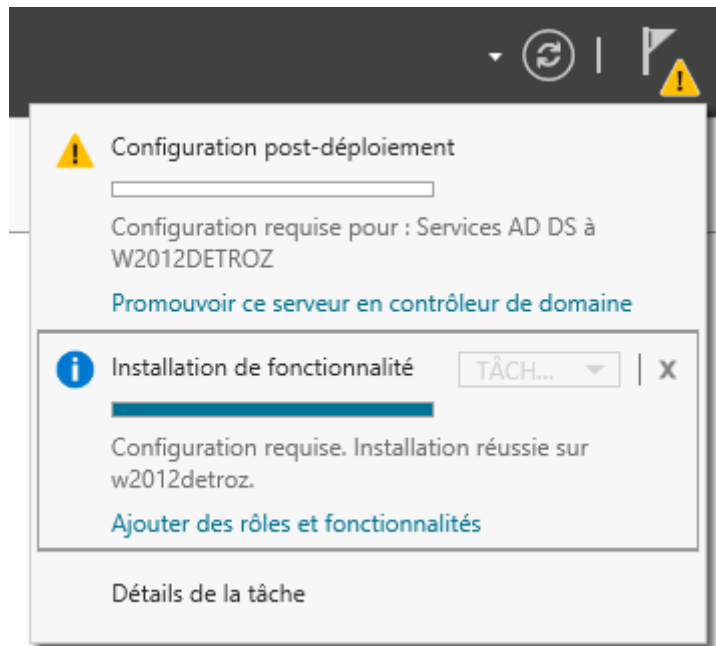 Configuration post-déploiement
Configuration requise pour : Services AD DS à
W2012DETROZ
Promouvoir ce serveur en contrôleur de domaine
Installation de fonctionnalité TÂCH... X
Configuration requise. Installation réussie sur
w2012detroz.
Ajouter des rôles et fonctionnalités
Détails de la tâche